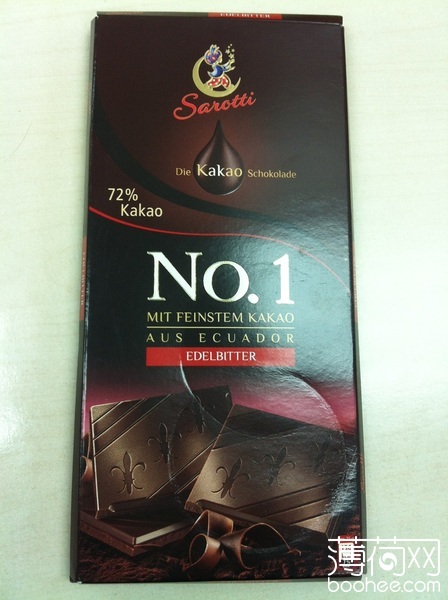 EDELBITTER
Sarotti
Die Kakao Schokolade
72%
Kakao
No.1
MIT FEINSTEM KAKAO
AUS ECUADOR
EDELBITTER
薄荷网
boohee.com